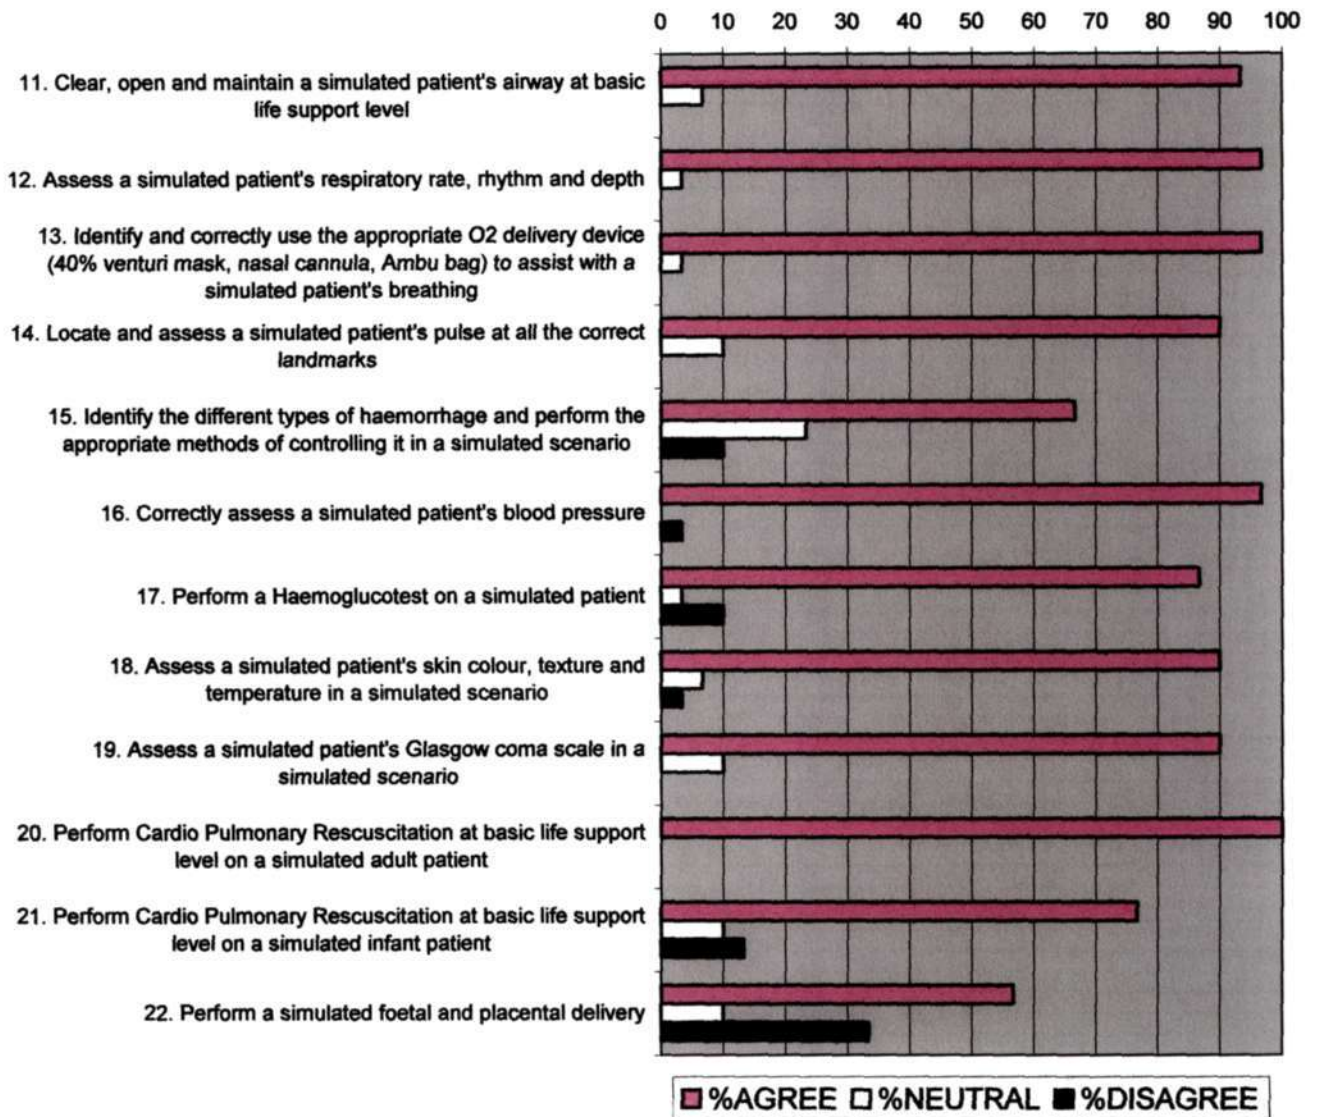 0 10 20 30 40 50 60 70 80 90 100
11. Clear, open and maintain a simulated patient's airway at basic
life support level
12. Assess a simulated patient's respiratory rate, rhythm and depth
13. Identify and correctly use the appropriate O2 delivery device
(40% venturi mask, nasal cannula, Ambu bag) to assist with a
simulated patient's breathing
14. Locate and assess a simulated patient's pulse at all the correct
landmarks
15. Identify the different types of haemorrhage and perform the
appropriate methods of controlling it in a simulated scenario
16. Correctly assess a simulated patient's blood pressure
17. Perform a Haemoglucotest on a simulated patient
18. Assess a simulated patient's skin colour, texture and
temperature in a simulated scenario
19. Assess a simulated patient's Glasgow coma scale in a
simulated scenario
20. Perform Cardio Pulmonary Rescuscitation at basic life support
level on a simulated adult patient
21. Perform Cardio Pulmonary Rescuscitation at basic life support
level on a simulated infant patient
22. Perform a simulated foetal and placental delivery
%AGREE %NEUTRAL %DISAGREE